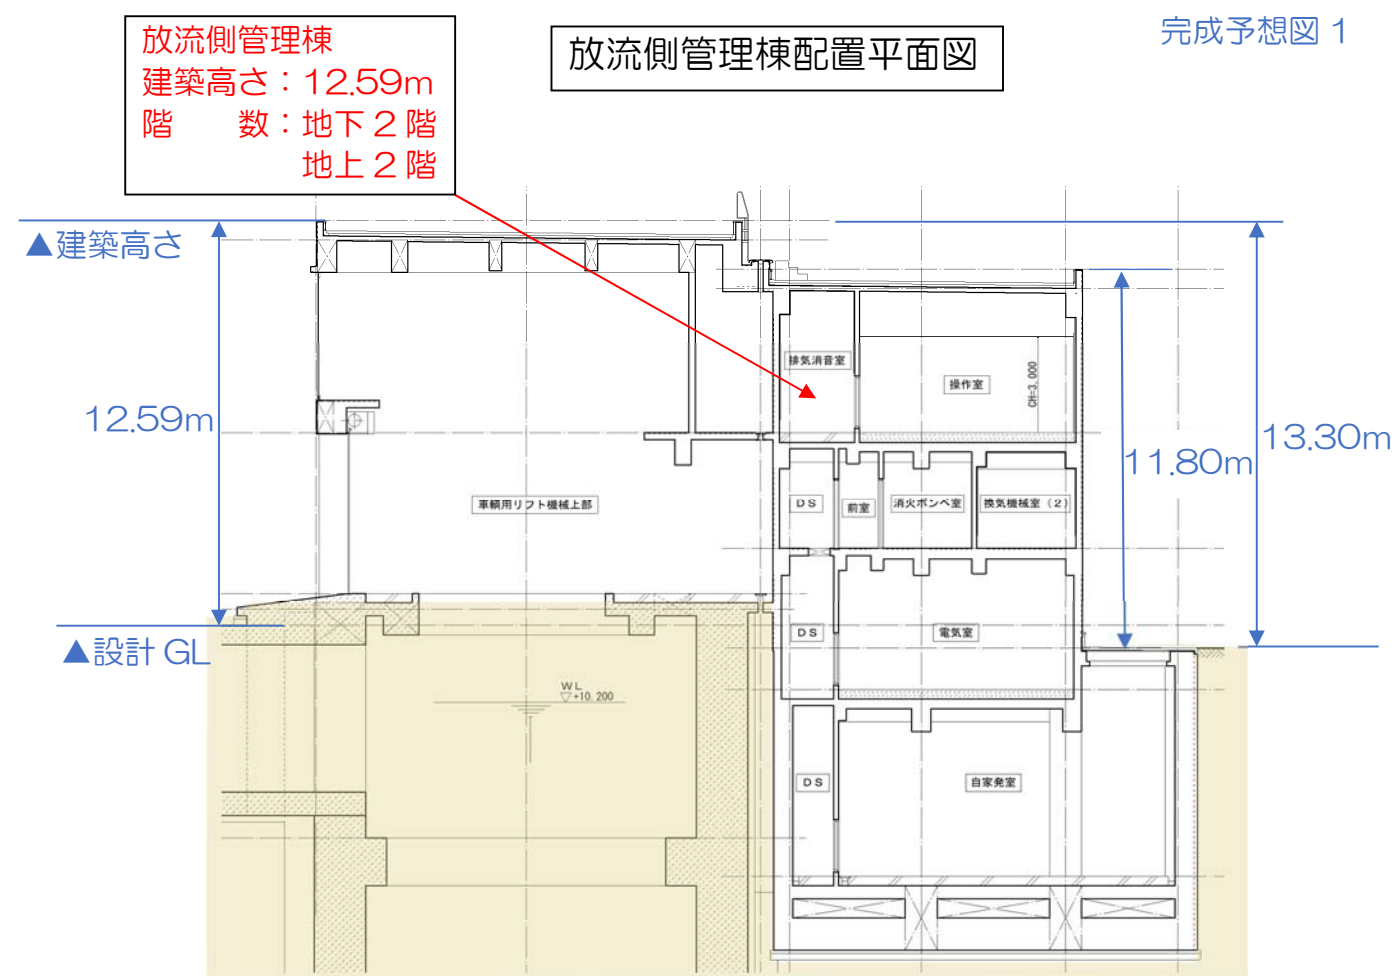 完成予想図 1
放流側管理棟配置平面図
放流側管理棟
建築高さ：12.59m
階　　数：地下２階
地上２階
▲建築高さ
12.59m
▲設計 GL
13.30m
11.80m
排気消音室
操作室
CH=3,000
車輌用リフト機械上部
DS
前室
消火ボンベ室
換気機械室（2）
DS
電気室
WL
▽+10.200
DS
自家発室